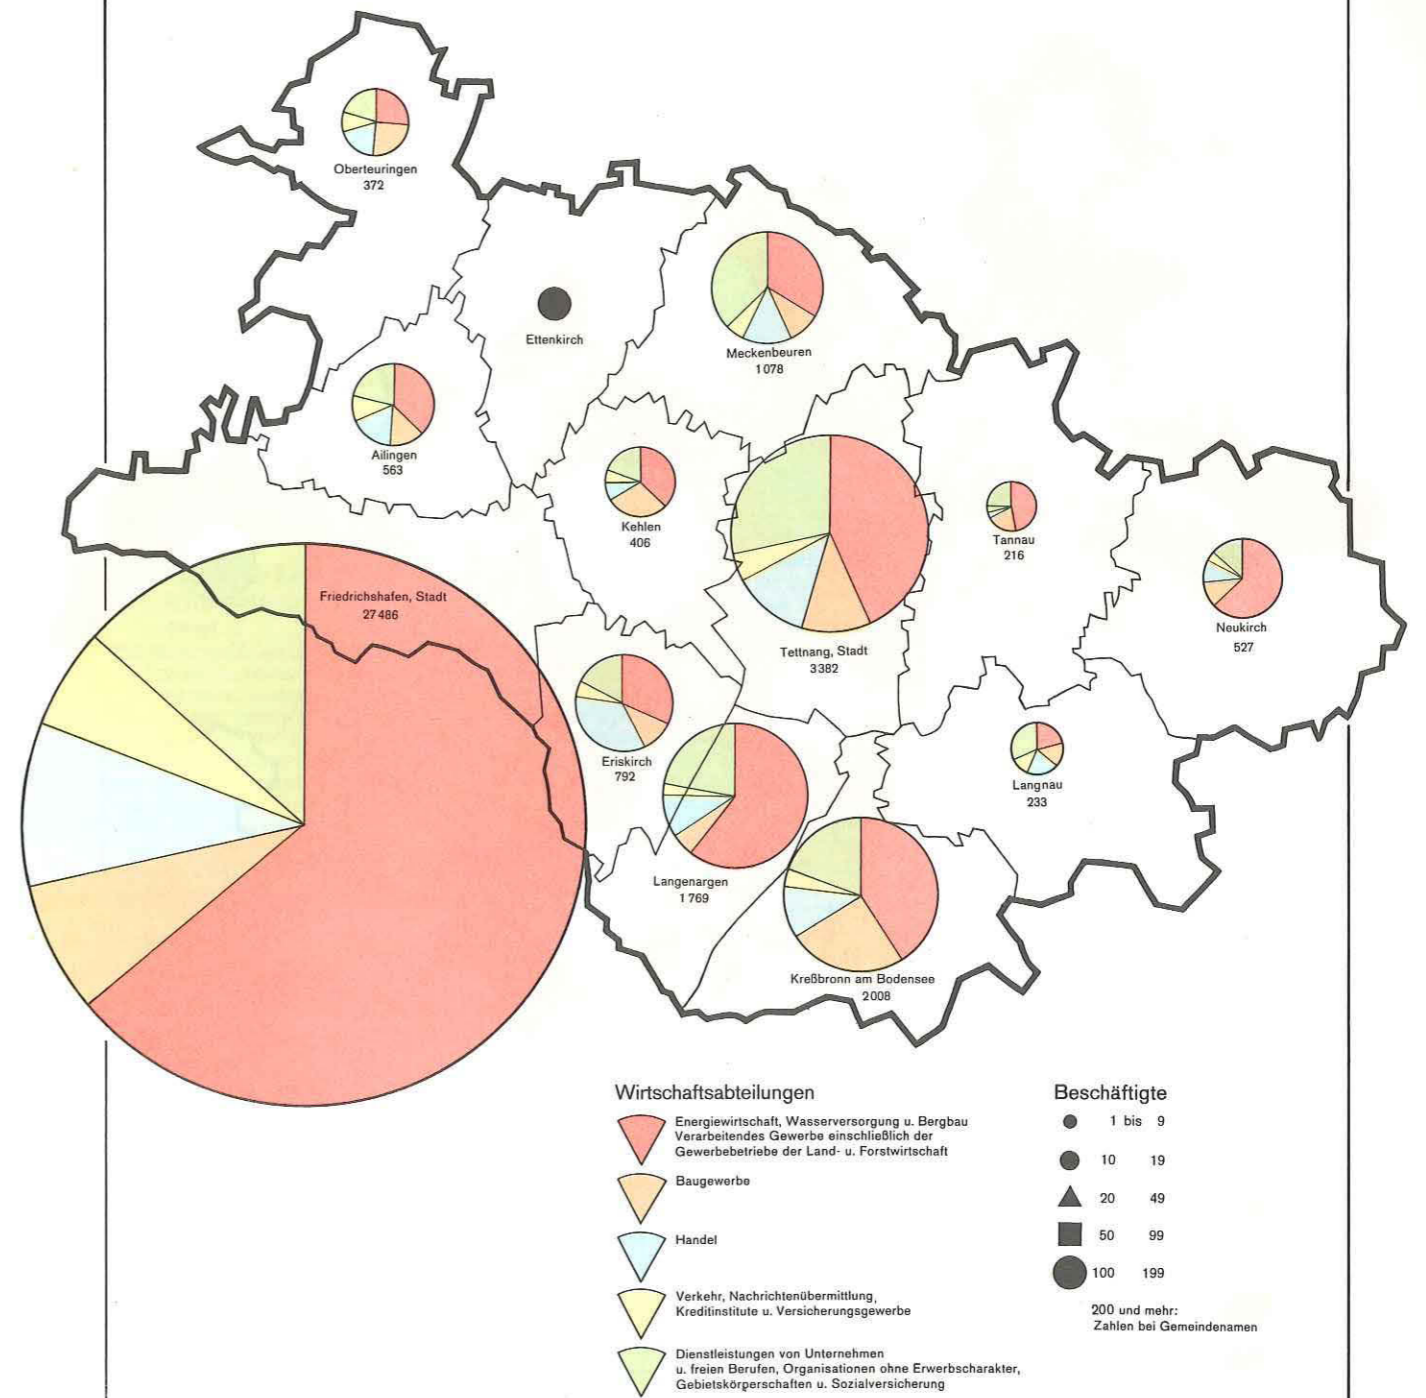 Oberteuringen
372
Ettenkirch
Meckenbeuren
1078
Ailingen
563
Kehlen
406
Tannau
216
Neukirch
527
Friedrichshafen, Stadt
27486
Tettnang, Stadt
3382
Eriskirch
792
Langnau
233
Langenargen
1769
Kreßbronn am Bodensee
2008
Wirtschaftsabteilungen
Energiewirtschaft, Wasserversorgung u. Bergbau
Verarbeitendes Gewerbe einschließlich der
Gewerbebetriebe der Land- u. Forstwirtschaft
Baugewerbe
Handel
Verkehr, Nachrichtenübermittlung,
Kreditinstitute u. Versicherungsgewerbe
Dienstleistungen von Unternehmen
u. freien Berufen, Organisationen ohne Erwerbscharakter,
Gebietskörperschaften u. Sozialversicherung
Beschäftigte
1 bis 9
10 19
20 49
50 99
100 199
200 und mehr:
Zahlen bei Gemeindenamen